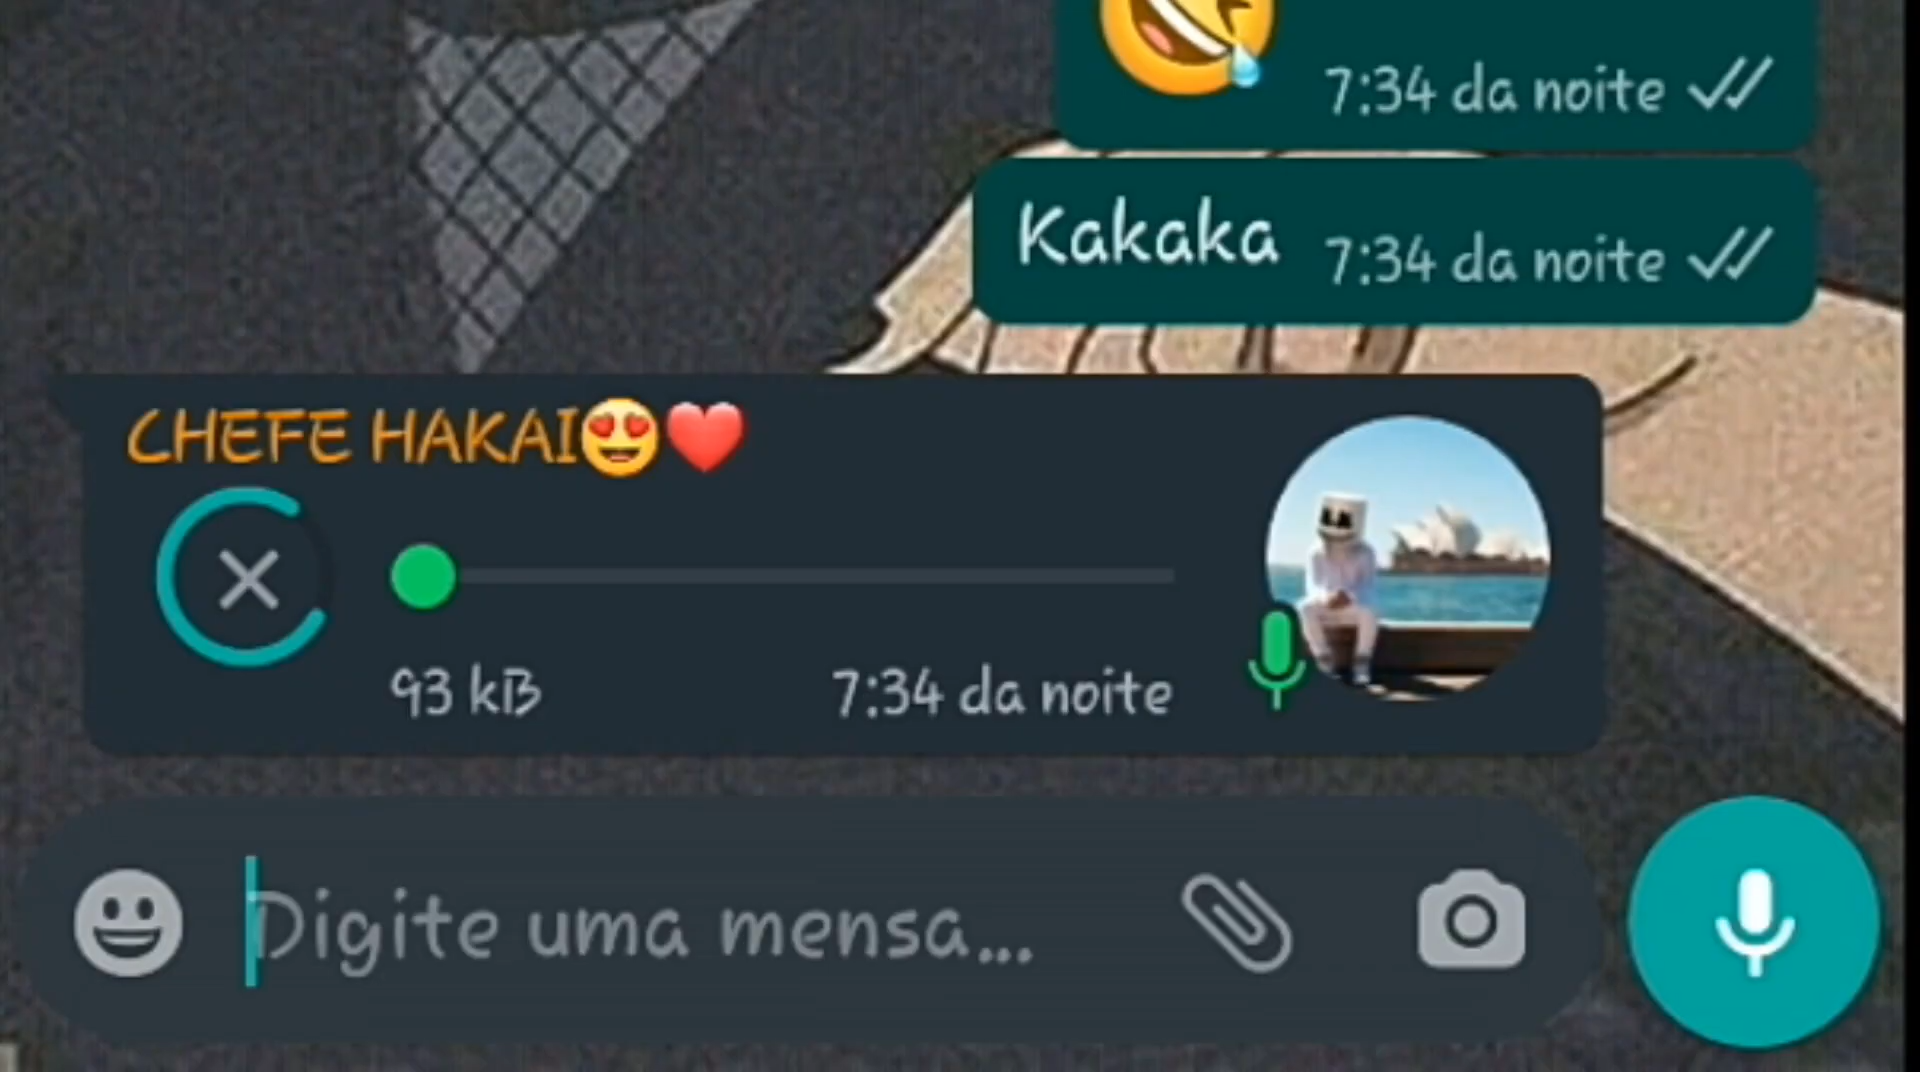 7:34 da noite
Kakaka 7:34 da noite
CHEFE HAKAI😍❤️
93 kB 7:34 da noite
Digite uma mensa...